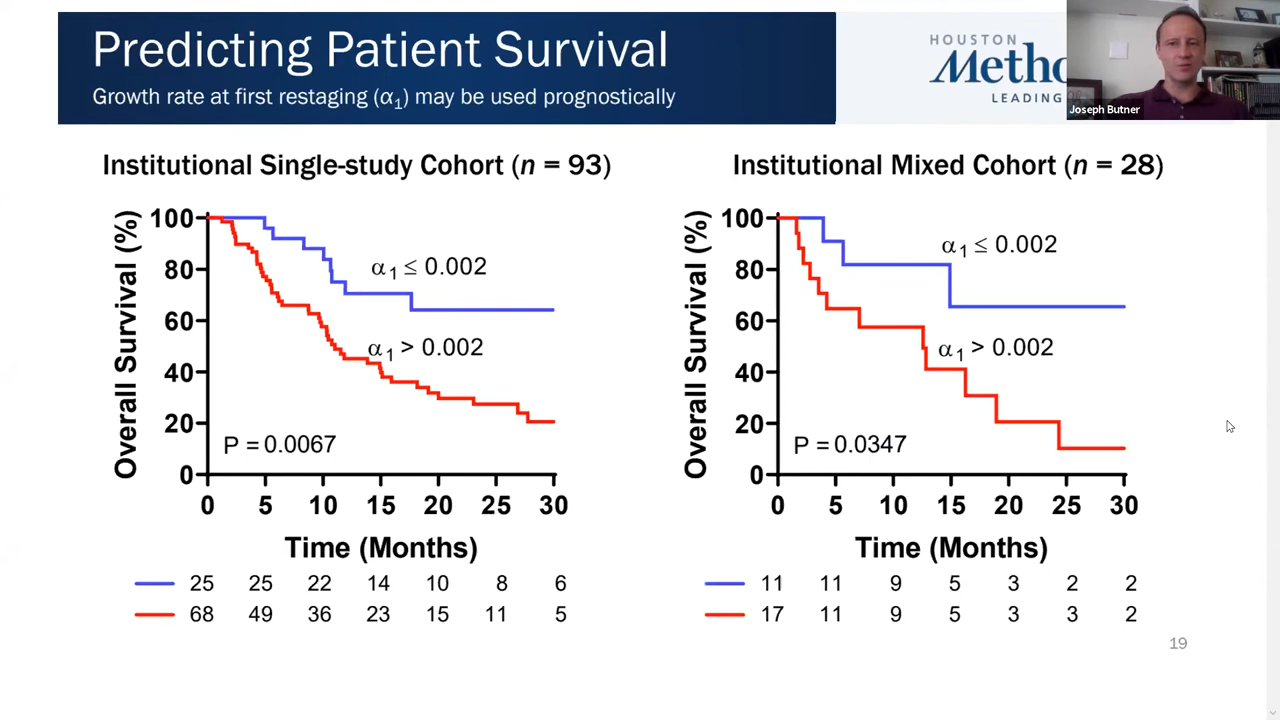 Predicting Patient Survival
Growth rate at first restaging (α1) may be used prognostically
HOUSTON
Metho
LEADING
Joseph Butner
Institutional Single-study Cohort (n = 93)
Overall Survival (%)
100
80
60
40
20
0
α1 ≤ 0.002
α1 > 0.002
P = 0.0067
0 5 10 15 20 25 30
Time (Months)
25 25 22 14 10 8 6
68 49 36 23 15 11 5
Institutional Mixed Cohort (n = 28)
Overall Survival (%)
100
80
60
40
20
0
α1 ≤ 0.002
α1 > 0.002
P = 0.0347
0 5 10 15 20 25 30
Time (Months)
11 11 9 5 3 2 2
17 11 9 5 3 3 2
19